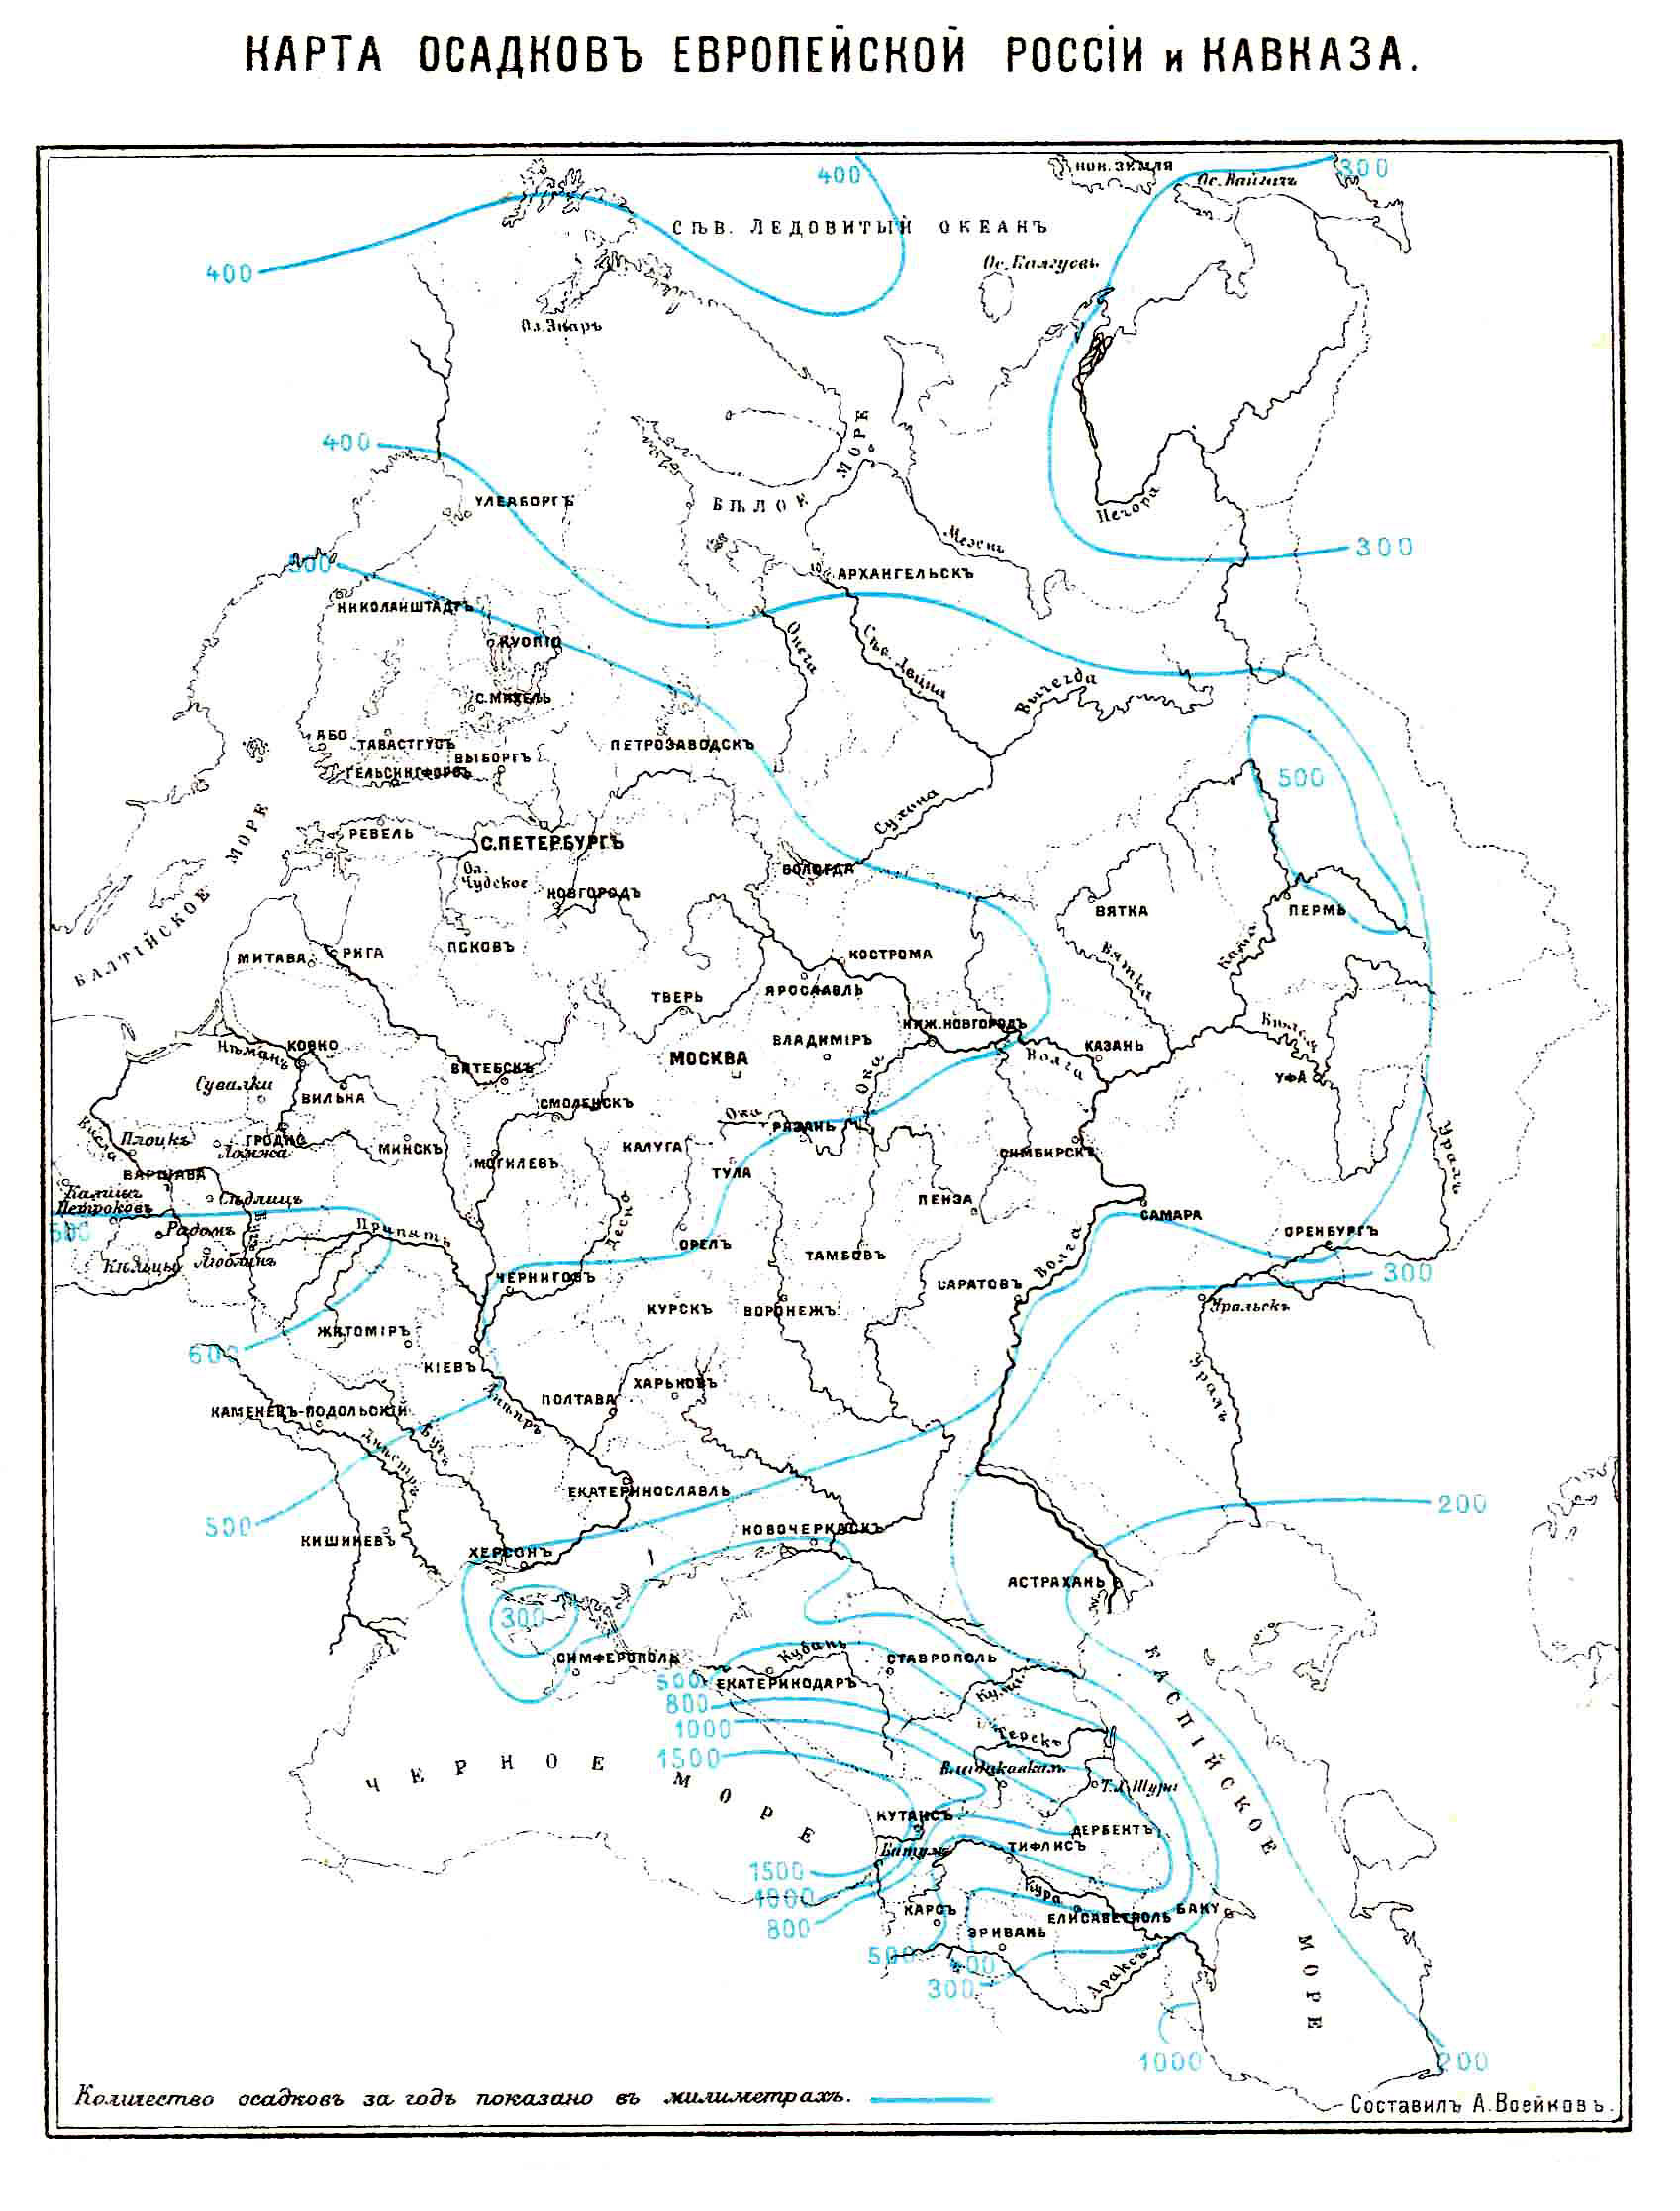 КАРТА ОСАДКОВЪ ЕВРОПЕЙСКОЙ РОССІИ и КАВКАЗА.
400
300
НОВ. ЗЕМЛЯ
Ос. Вайгачъ
СѢВ. ЛЕДОВИТЫЙ ОКЕАНЪ
400
Ос. Калгуевъ
Оз. Энаръ
400
БѢЛОЕ МОРЕ
УЛЕАБОРГЪ
Печора
Мезень
300
500
АРХАНГЕЛЬСКЪ
НИКОЛАЙШТАДТЪ
КУОПІО
Онега
Сѣв. Двина
Вычегда
С. МИХЕЛЬ
АБО
ТАВАСТГУСЪ
ВЫБОРГЪ
ПЕТРОЗАВОДСКЪ
ГЕЛЬСИНГФОРСЪ
500
Сухона
БАЛТІЙСКОЕ МОРЕ
РЕВЕЛЬ
С. ПЕТЕРБУРГЪ
Оз. Чудское
НОВГОРОДЪ
ВОЛОГДА
ВЯТКА
ПЕРМЬ
Вятка
Кама
МИТАВА
РИГА
ПСКОВЪ
КОСТРОМА
ТВЕРЬ
ЯРОСЛАВЛЬ
НИЖ. НОВГОРОДЪ
Нѣманъ
КОВНО
ВИТЕБСКЪ
МОСКВА
ВЛАДИМІРЪ
Волга
КАЗАНЬ
УФА
Сувалки
ВИЛЬНА
СМОЛЕНСКЪ
Ока
Ока
РЯЗАНЬ
Висла
Плоцкъ
ГРОДНО
Ломжа
МИНСКЪ
МОГИЛЕВЪ
КАЛУГА
ТУЛА
СИМБИРСКЪ
Уралъ
ВАРШАВА
Калишъ
Петроковъ
Сѣдлицъ
ПЕНЗА
САМАРА
600
Радомъ
Припять
Десна
ОРЕЛЪ
ТАМБОВЪ
Волга
ОРЕНБУРГЪ
Кѣльцы
Люблинъ
ЧЕРНИГОВЪ
САРАТОВЪ
300
Уральскъ
КУРСКЪ
ВОРОНЕЖЪ
ЖИТОМІРЪ
600
КІЕВЪ
ПОЛТАВА
ХАРЬКОВЪ
Уралъ
КАМЕНЕЦЪ-ПОДОЛЬСКІЙ
Днѣпръ
Днѣстръ
Бугъ
ЕКАТЕРИНОСЛАВЛЬ
200
500
КИШИНЕВЪ
ХЕРСОНЪ
НОВОЧЕРКАСКЪ
АСТРАХАНЬ
300
СИМФЕРОПОЛЬ
Кубань
СТАВРОПОЛЬ
500
ЕКАТЕРИНОДАРЪ
Кума
800
1000
Терекъ
1500
Владикавказъ
Т. Х. Шура
ЧЕРНОЕ МОРЕ
КАСПІЙСКОЕ МОРЕ
КУТАИСЪ
ДЕРБЕНТЪ
Батумъ
ТИФЛИСЪ
1500
1000
800
Кура
КАРСЪ
ЕЛИСАВЕТПОЛЬ
БАКУ
ЭРИВАНЬ
500
400
300
Араксъ
1000
200
Количество осадковъ за годъ показано въ милиметрахъ.
Составилъ А. Воейковъ.